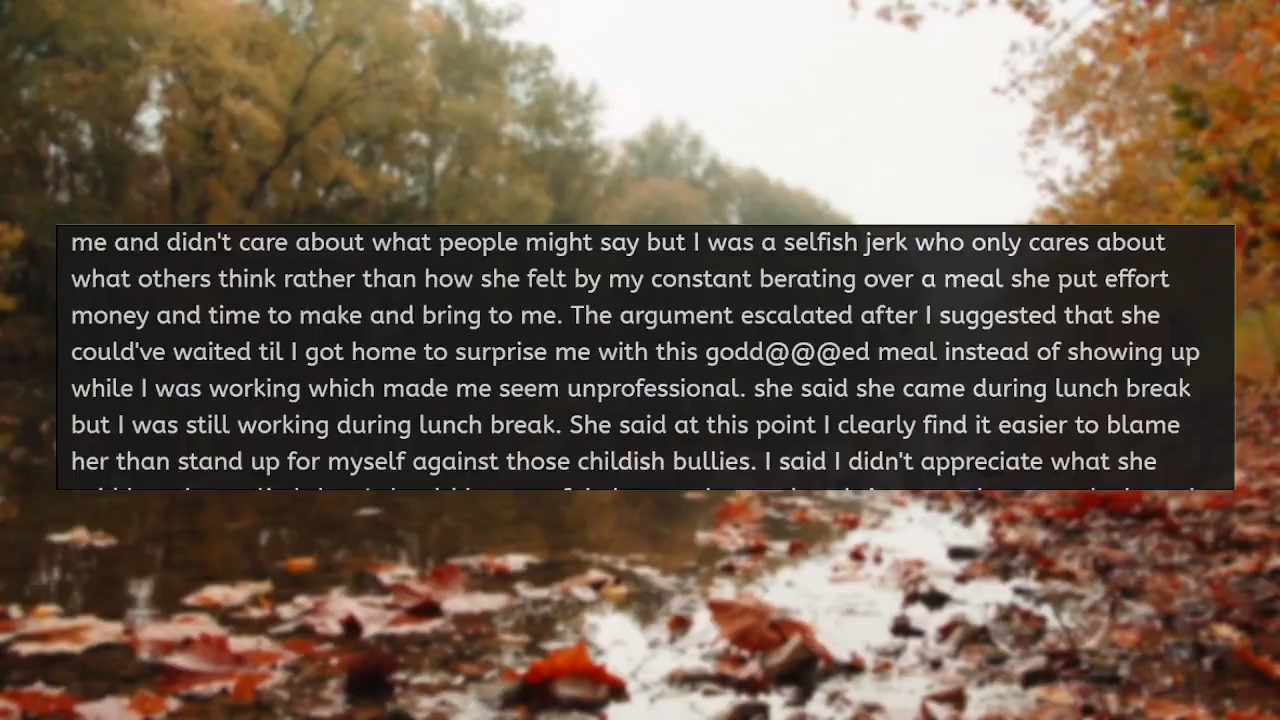 me and didn't care about what people might say but I was a selfish jerk who only cares about
what others think rather than how she felt by my constant berating over a meal she put effort
money and time to make and bring to me. The argument escalated after I suggested that she
could've waited til I got home to surprise me with this godd@@@ed meal instead of showing up
while I was working which made me seem unprofessional. she said she came during lunch break
but I was still working during lunch break. She said at this point I clearly find it easier to blame
her than stand up for myself against those childish bullies. I said I didn't appreciate what she